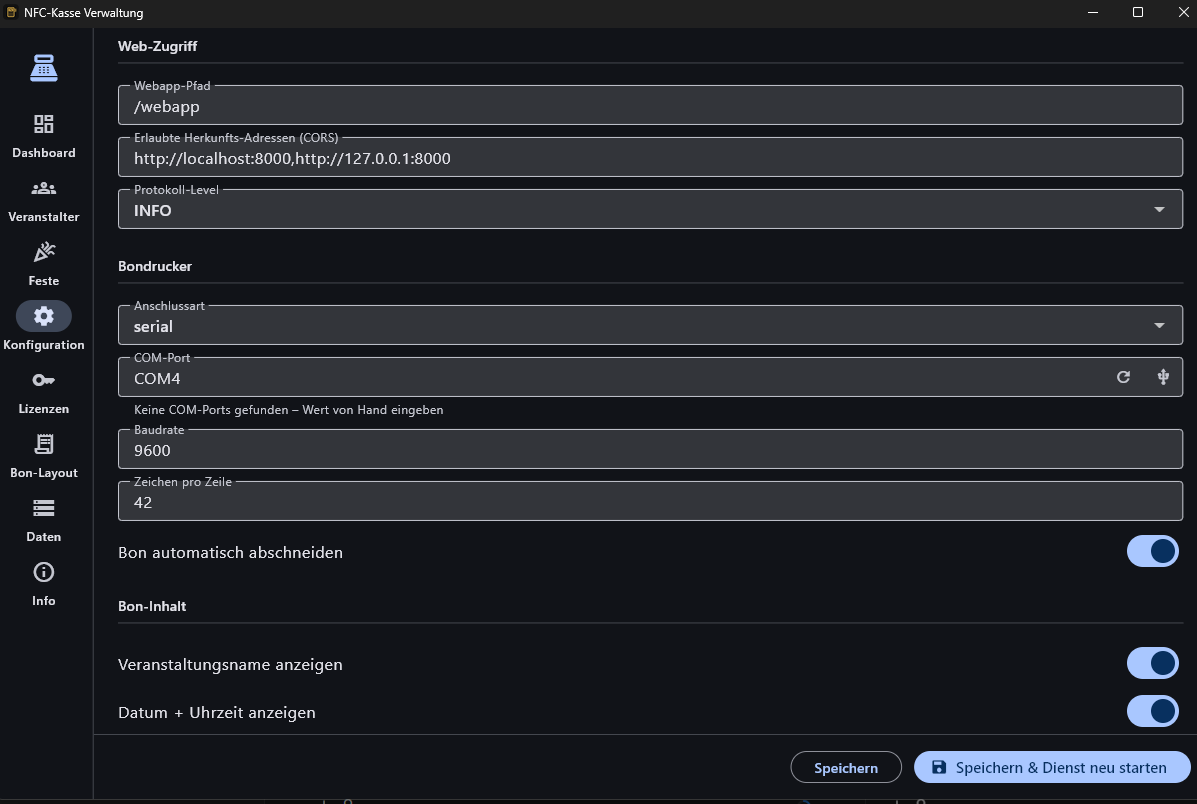 NFC-Kasse Verwaltung
Dashboard
Veranstalter
Feste
Konfiguration
Lizenzen
Bon-Layout
Daten
Info
Web-Zugriff
Webapp-Pfad
/webapp
Erlaubte Herkunfts-Adressen (CORS)
http://localhost:8000,http://127.0.0.1:8000
Protokoll-Level
INFO
Bondrucker
Anschlussart
serial
COM-Port
COM4
Keine COM-Ports gefunden – Wert von Hand eingeben
Baudrate
9600
Zeichen pro Zeile
42
Bon automatisch abschneiden
Bon-Inhalt
Veranstaltungsname anzeigen
Datum + Uhrzeit anzeigen
Speichern
Speichern & Dienst neu starten